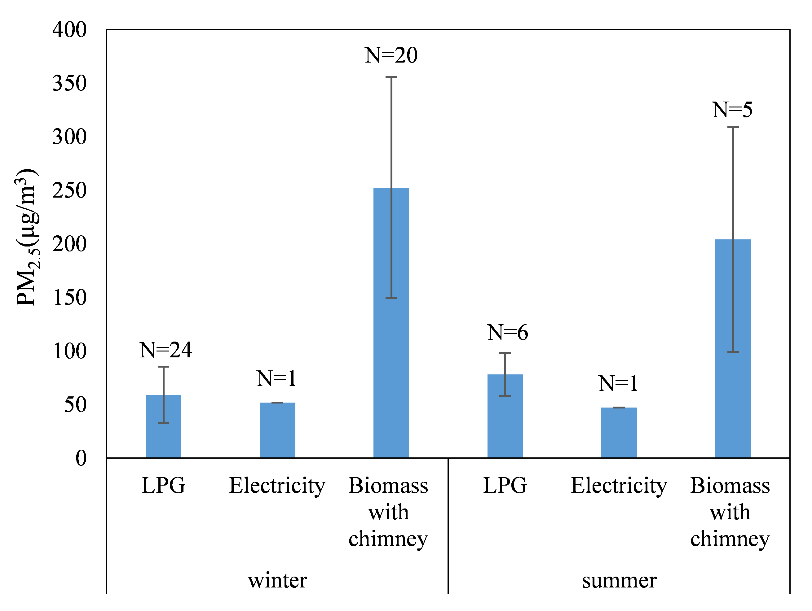 PM2.5(μg/m3)
400
350
300
250
200
150
100
50
0
N=24
N=1
N=20
N=6
N=1
N=5
LPG
Electricity
Biomass
with
chimney
LPG
Electricity
Biomass
with
chimney
winter
summer